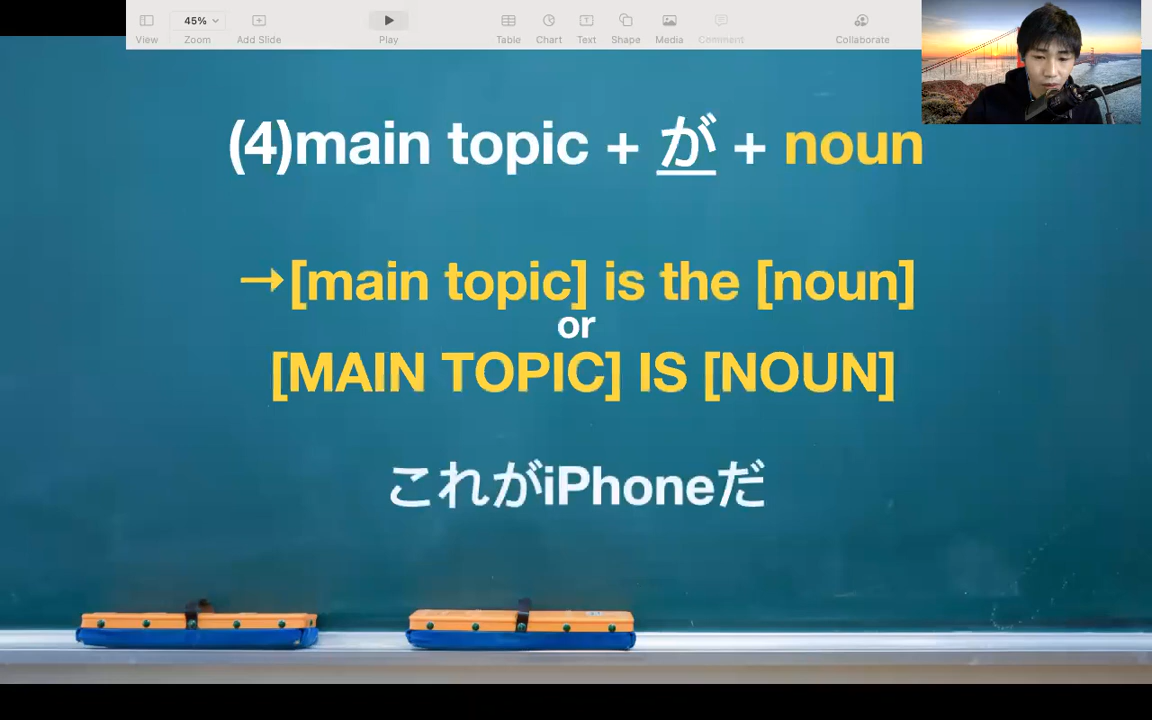 45%
View Zoom Add Slide Play Table Chart Text Shape Media Comment Collaborate
(4)main topic + が + noun
→[main topic] is the [noun]
or
[MAIN TOPIC] IS [NOUN]
これがiPhoneだ